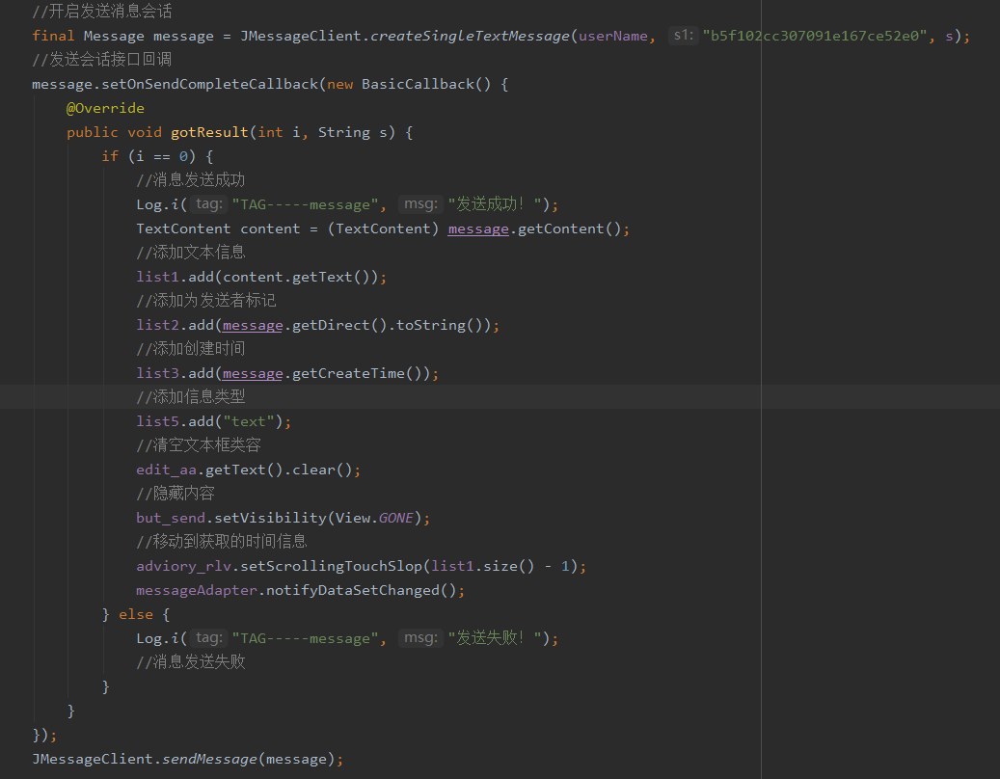 //开启发送消息会话
final Message message = JMessageClient.createSingleTextMessage(userName, s1: "b5f102cc307091e167ce52e0", s);
//发送会话接口回调
message.setOnSendCompleteCallback(new BasicCallback() {
@Override
public void gotResult(int i, String s) {
if (i == 0) {
//消息发送成功
Log.i( tag: "TAG-----message", msg: "发送成功! ");
TextContent content = (TextContent) message.getContent();
//添加文本信息
list1.add(content.getText());
//添加为发送者标记
list2.add(message.getDirect().toString());
//添加创建时间
list3.add(message.getCreateTime());
//添加信息类型
list5.add("text");
//清空文本框类容
edit_aa.getText().clear();
//隐藏内容
but_send.setVisibility(View.GONE);
//移动到获取的时间信息
adviory_rlv.setScrollingTouchSlop(list1.size() - 1);
messageAdapter.notifyDataSetChanged();
} else {
Log.i( tag: "TAG-----message", msg: "发送失败! ");
//消息发送失败
}
}
});
JMessageClient.sendMessage(message);